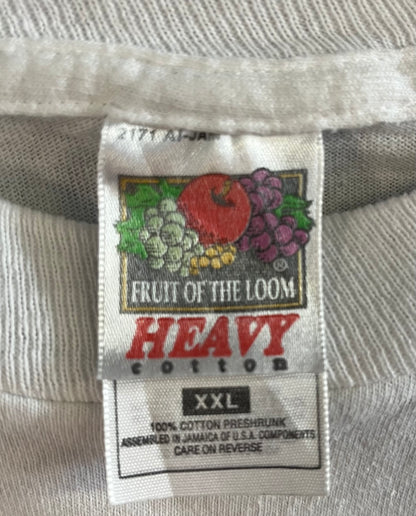 2171 AT-JAM
FRUIT OF THE LOOM
®
HEAVY
cotton
XXL
100% COTTON PRESHRUNK
ASSEMBLED IN JAMAICA OF U.S.A. COMPONENTS
CARE ON REVERSE